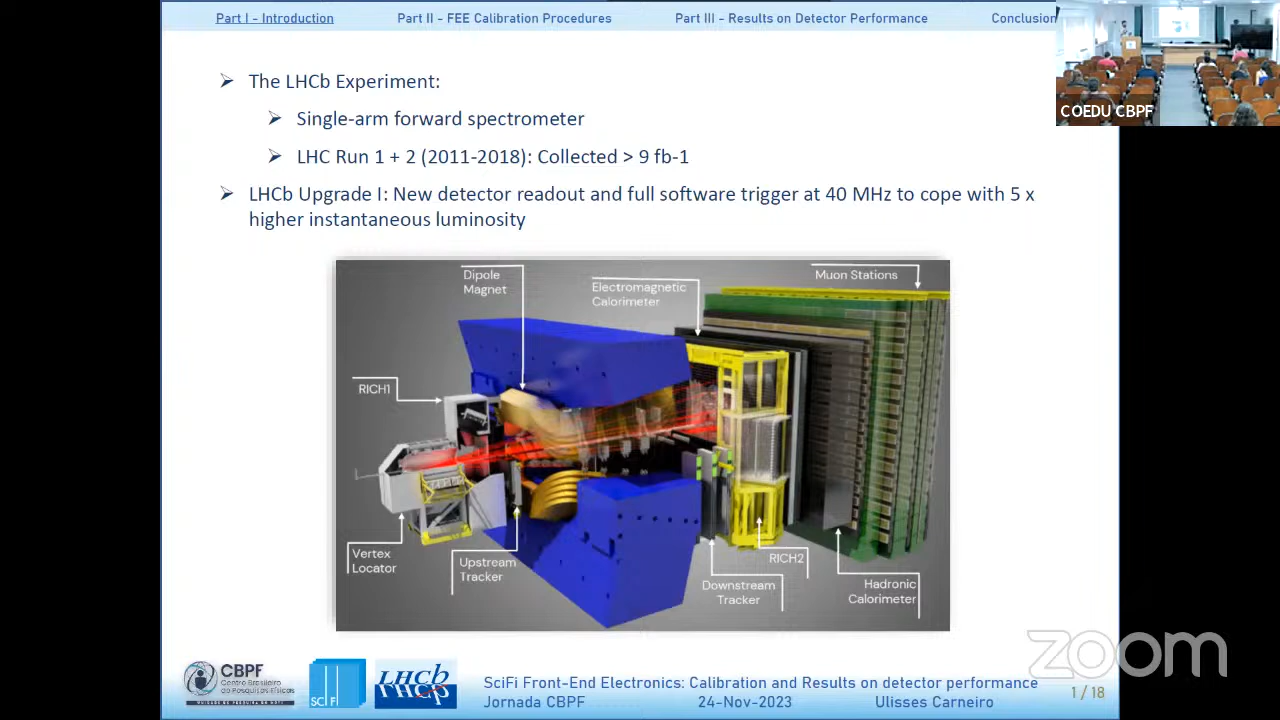 Part I - Introduction
Part II - FEE Calibration Procedures
Part III - Results on Detector Performance
Conclusion
COEDU CBPF
The LHCb Experiment:
Single-arm forward spectrometer
LHC Run 1 + 2 (2011-2018): Collected > 9 fb-1
LHCb Upgrade I: New detector readout and full software trigger at 40 MHz to cope with 5 x
higher instantaneous luminosity
Dipole
Magnet
Electromagnetic
Calorimeter
Muon Stations
RICH1
Vertex
Locator
Upstream
Tracker
Downstream
Tracker
RICH2
Hadronic
Calorimeter
zoom
CBPF
Centro Brasileiro
de Pesquisas Físicas
SCIFI
LHCb
LHCP
SciFi Front-End Electronics: Calibration and Results on detector performance
Jornada CBPF
24-Nov-2023
Ulisses Carneiro
1 / 18